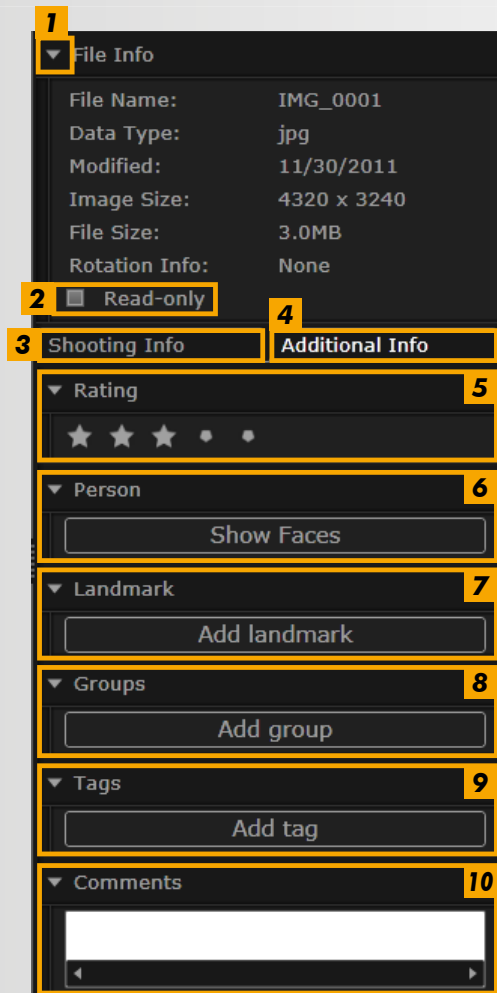 1
File Info
File Name: IMG_0001
Data Type: jpg
Modified: 11/30/2011
Image Size: 4320 x 3240
File Size: 3.0MB
Rotation Info: None
2 Read-only
4
3 Shooting Info Additional Info
Rating 5
Person 6
Show Faces
Landmark 7
Add landmark
Groups 8
Add group
Tags 9
Add tag
Comments 10